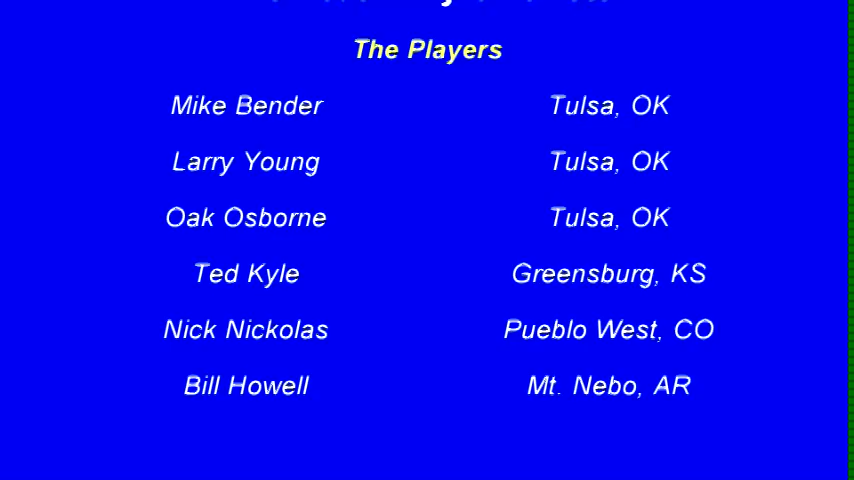 The Players
Mike Bender Tulsa, OK
Larry Young Tulsa, OK
Oak Osborne Tulsa, OK
Ted Kyle Greensburg, KS
Nick Nickolas Pueblo West, CO
Bill Howell Mt. Nebo, AR